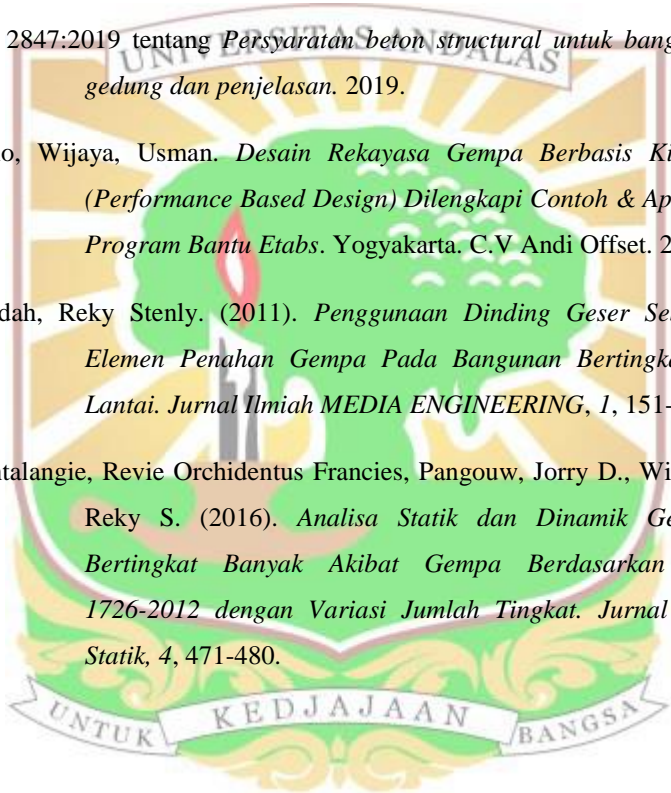 UNIVERSITAS ANDALAS
2847:2019 tentang Persyaratan beton structural untuk bang
gedung dan penjelasan. 2019.
o, Wijaya, Usman. Desain Rekayasa Gempa Berbasis Ki
(Performance Based Design) Dilengkapi Contoh & Ap
Program Bantu Etabs. Yogyakarta. C.V Andi Offset. 2
dah, Reky Stenly. (2011). Penggunaan Dinding Geser Se
Elemen Penahan Gempa Pada Bangunan Bertingka
Lantai. Jurnal Ilmiah MEDIA ENGINEERING, 1, 151-
ntalangie, Revie Orchidentus Francies, Pangouw, Jorry D., Wi
Reky S. (2016). Analisa Statik dan Dinamik Ge
Bertingkat Banyak Akibat Gempa Berdasarkan
1726-2012 dengan Variasi Jumlah Tingkat. Jurnal
Statik, 4, 471-480.
UNTUK KEDJAJAAN BANGSA